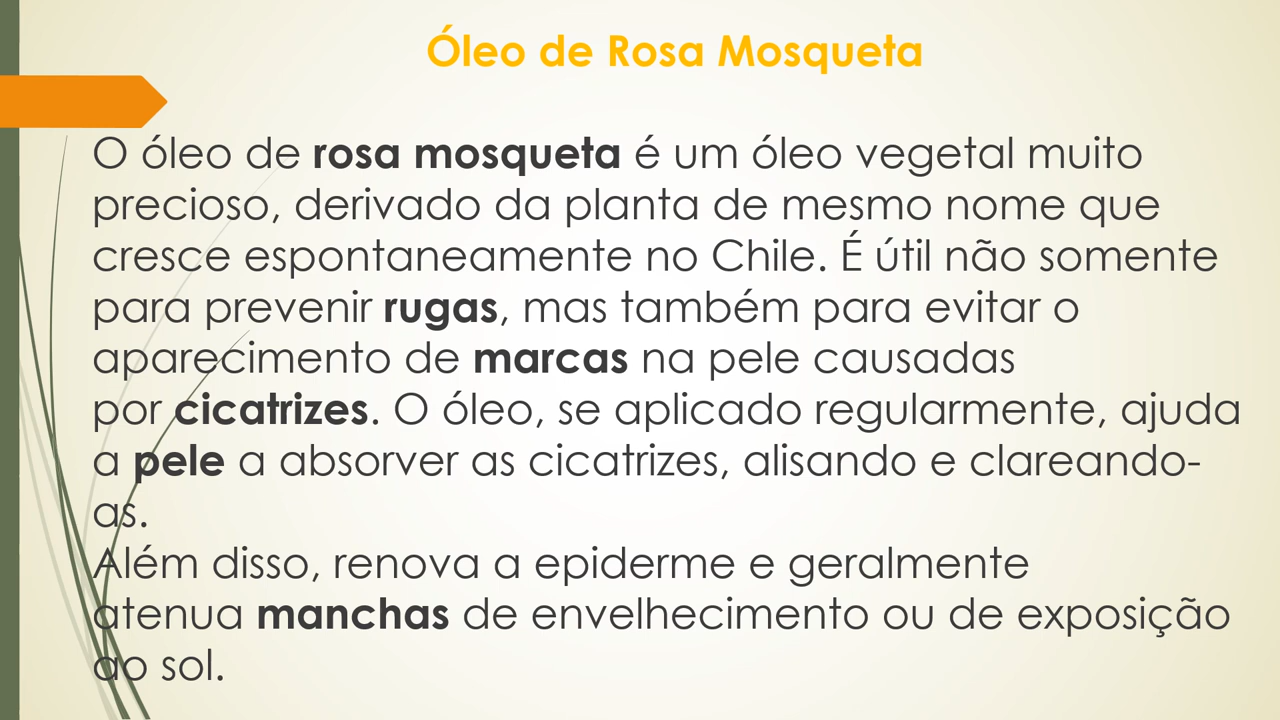 Óleo de Rosa Mosqueta
O óleo de rosa mosqueta é um óleo vegetal muito
precioso, derivado da planta de mesmo nome que
cresce espontaneamente no Chile. É útil não somente
para prevenir rugas, mas também para evitar o
aparecimento de marcas na pele causadas
por cicatrizes. O óleo, se aplicado regularmente, ajuda
a pele a absorver as cicatrizes, alisando e clareando-
as.
Além disso, renova a epiderme e geralmente
atenua manchas de envelhecimento ou de exposição
ao sol.